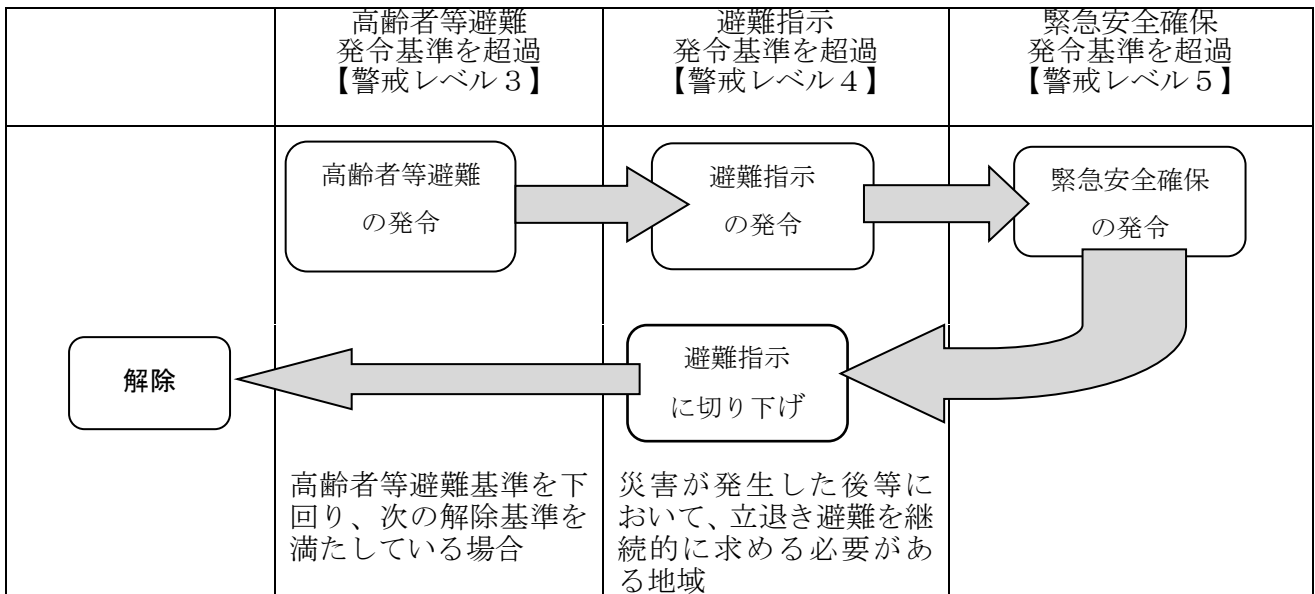 高齢者等避難
発令基準を超過
【警戒レベル３】
避難指示
発令基準を超過
【警戒レベル４】
緊急安全確保
発令基準を超過
【警戒レベル５】
高齢者等避難
の発令
避難指示
の発令
緊急安全確保
の発令
解除
避難指示
に切り下げ
高齢者等避難基準を下
回り、次の解除基準を
満たしている場合
災害が発生した後等に
おいて、立退き避難を継
続的に求める必要があ
る地域